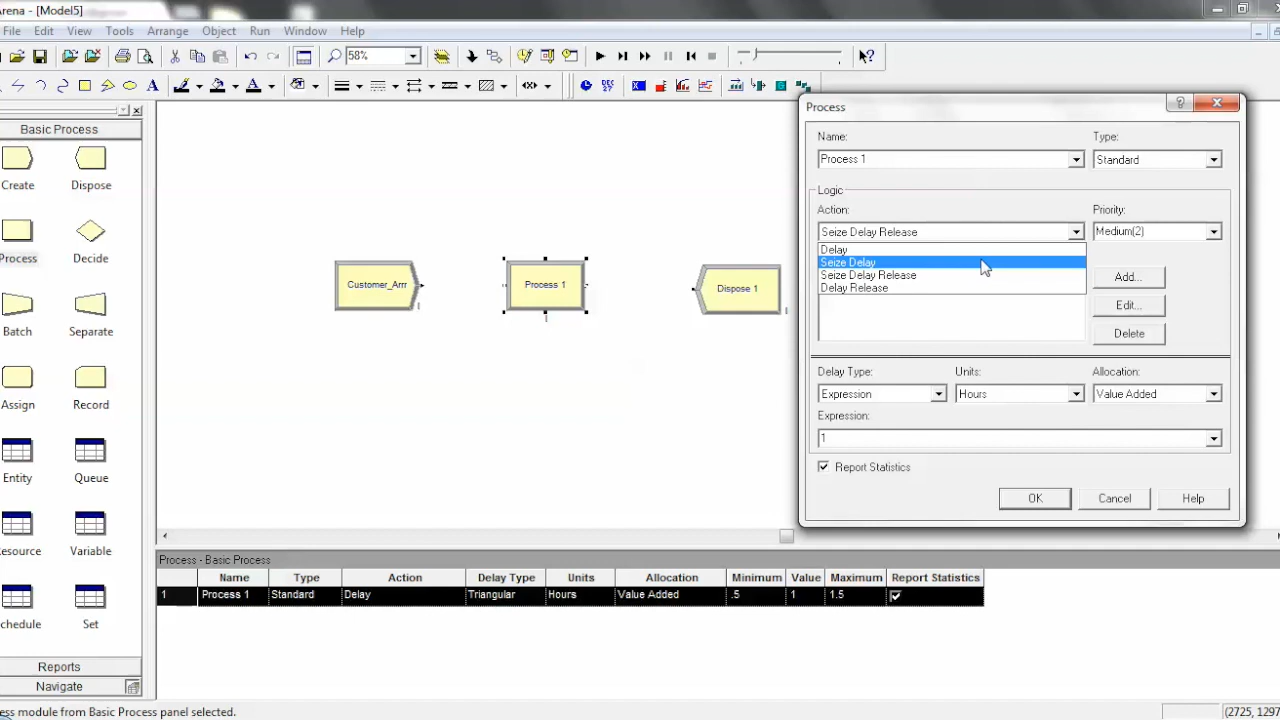 Arena - [Model5]
File Edit View Tools Arrange Object Run Window Help
58%
Basic Process
Create Dispose
Process Decide
Batch Separate
Assign Record
Entity Queue
esource Variable
chedule Set
Reports
Navigate
Customer_Arrr
Process 1
Dispose 1
Process
Name: Type:
Process 1 Standard
Logic
Action: Priority:
Seize Delay Release Medium(2)
Delay
Seize Delay
Seize Delay Release
Delay Release
Add...
Edit...
Delete
Delay Type: Units: Allocation:
Expression Hours Value Added
Expression:
1
Report Statistics
OK Cancel Help
Process - Basic Process
Name Type Action Delay Type Units Allocation Minimum Value Maximum Report Statistics
1 Process 1 Standard Delay Triangular Hours Value Added .5 1 1.5
ess module from Basic Process panel selected.
(2725, 1297